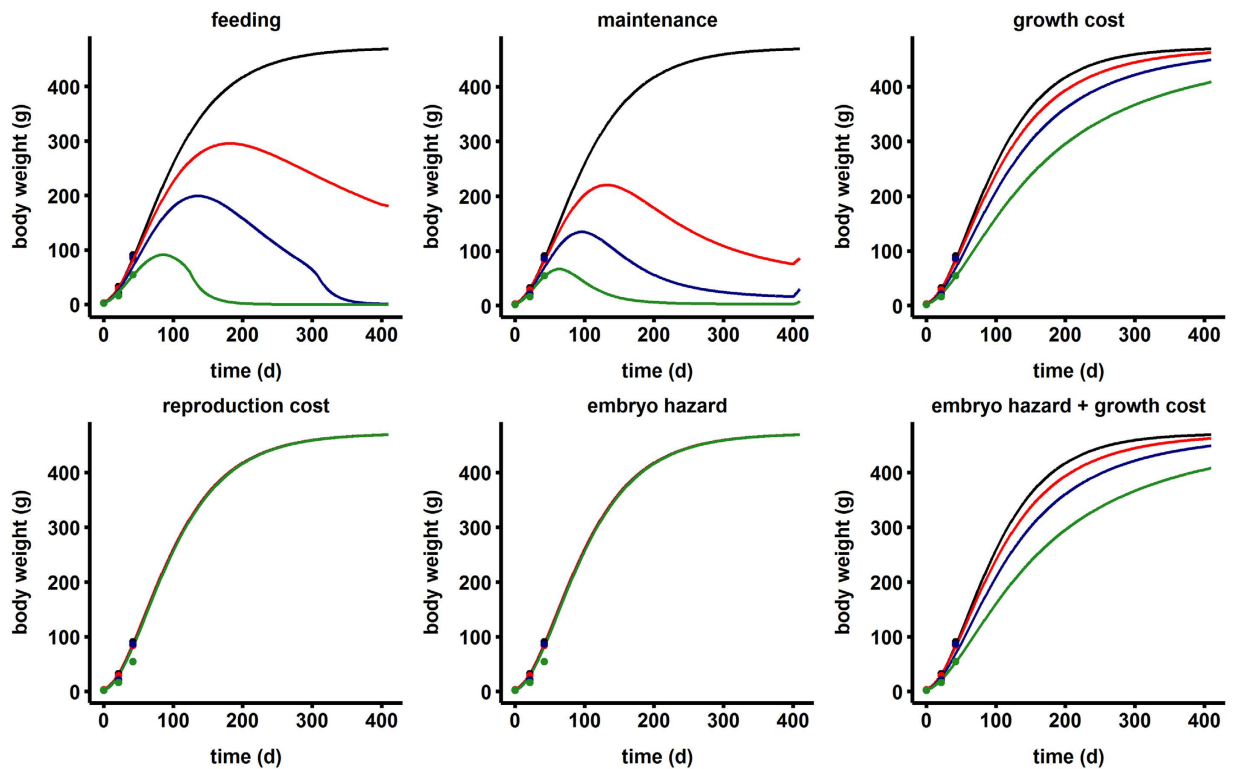 feeding
maintenance
growth cost
body weight (g)
400
300
200
100
0
0 100 200 300 400
time (d)
body weight (g)
400
300
200
100
0
0 100 200 300 400
time (d)
body weight (g)
400
300
200
100
0
0 100 200 300 400
time (d)
reproduction cost
embryo hazard
embryo hazard + growth cost
body weight (g)
400
300
200
100
0
0 100 200 300 400
time (d)
body weight (g)
400
300
200
100
0
0 100 200 300 400
time (d)
body weight (g)
400
300
200
100
0
0 100 200 300 400
time (d)